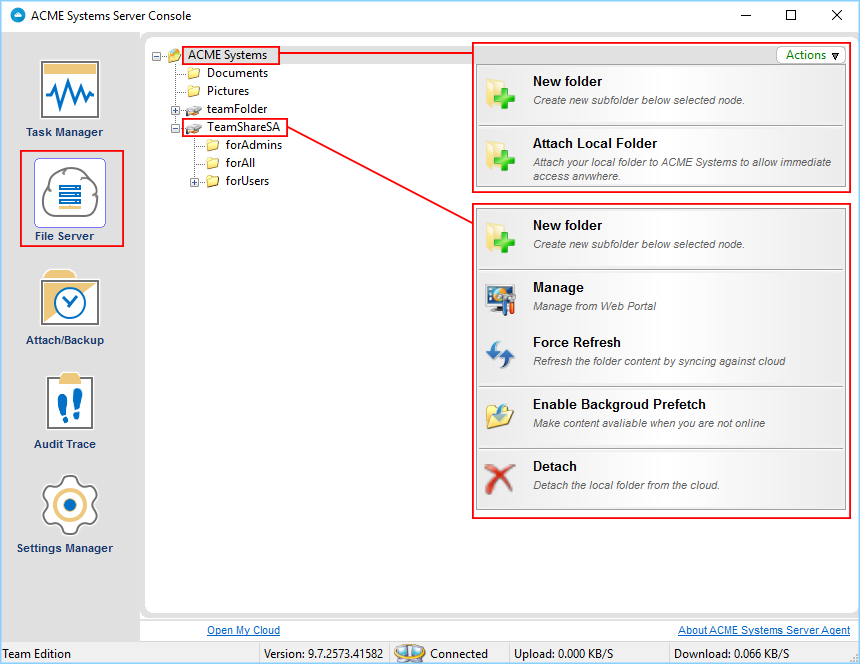 ACME Systems Server Console
Task Manager
File Server
Attach/Backup
Audit Trace
Settings Manager
ACME Systems
Documents
Pictures
teamFolder
TeamShareSA
forAdmins
forAll
forUsers
Actions
New folder
Create new subfolder below selected node.
Attach Local Folder
Attach your local folder to ACME Systems to allow immediate
access anywhere.
New folder
Create new subfolder below selected node.
Manage
Manage from Web Portal
Force Refresh
Refresh the folder content by syncing against cloud
Enable Backgroud Prefetch
Make content avaliable when you are not online
Detach
Detach the local folder from the cloud.
Open My Cloud
About ACME Systems Server Agent
Team Edition
Version: 9.7.2573.41582
Connected
Upload: 0.000 KB/S
Download: 0.066 KB/S